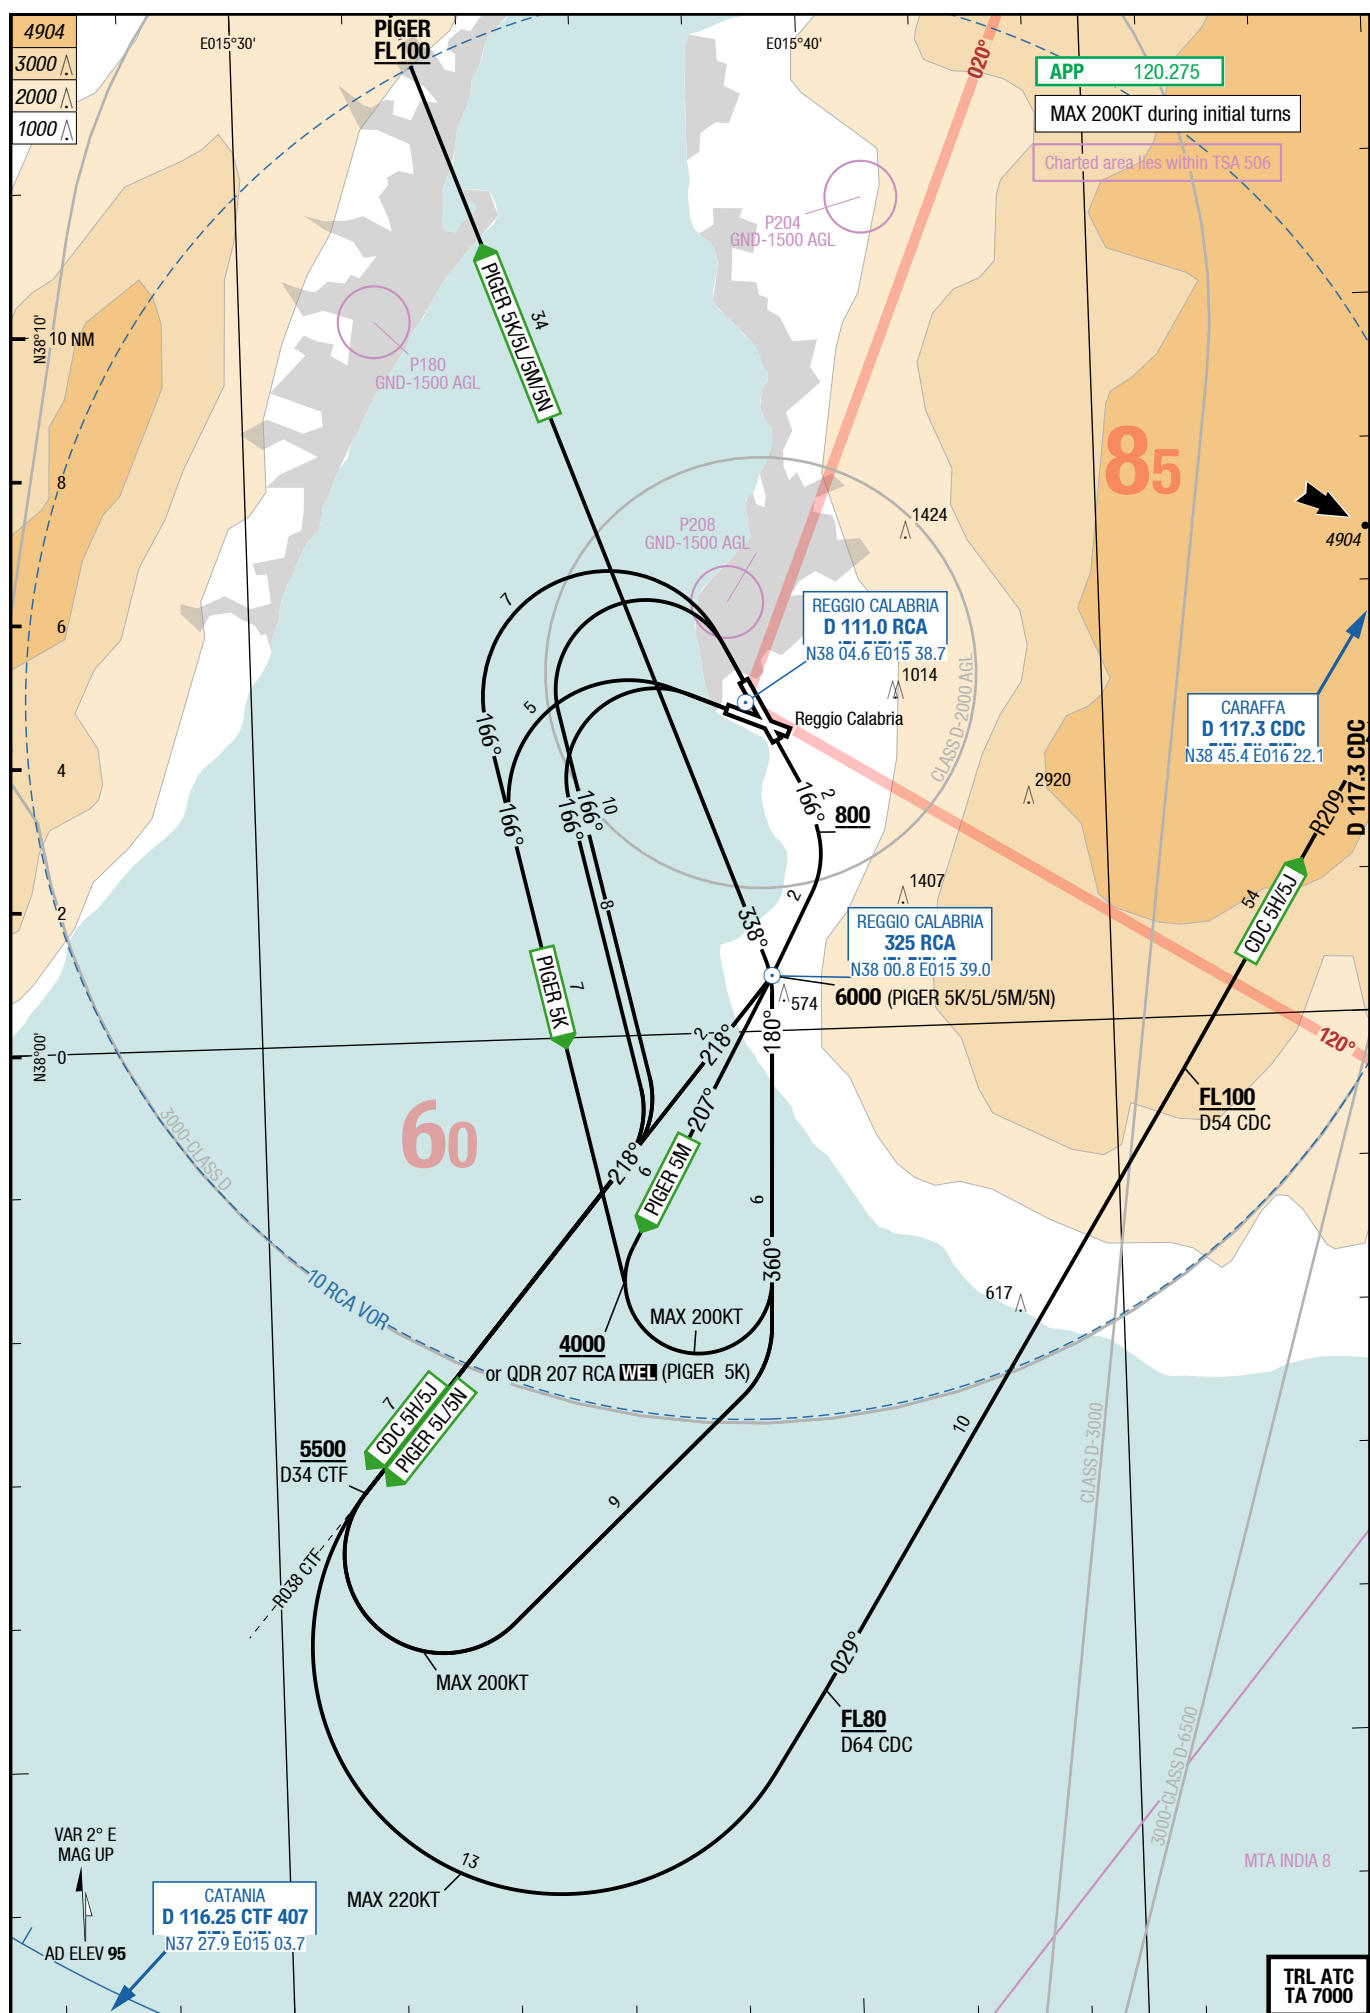 4904
3000
2000
1000
E015°30'
PIGER
FL100
E015°40'
020°
APP 120.275
MAX 200KT during initial turns
Charted area lies within TSA 506
P204
GND-1500 AGL
PIGER 5K/5L/5M/5N
34
N38°10'
10 NM
P180
GND-1500 AGL
85
8
1424
4904
P208
GND-1500 AGL
7
6
REGGIO CALABRIA
D 111.0 RCA
N38 04.6 E015 38.7
CLASS D-2000 AGL
1014
Reggio Calabria
CARAFFA
D 117.3 CDC
N38 45.4 E016 22.1
5
166°
166°
166°
166°
10
4
2920
2
166°
800
R209
D 117.3 CDC
2
8
338°
1407
54
CDC 5H/5J
2
REGGIO CALABRIA
325 RCA
N38 00.8 E015 39.0
6000 (PIGER 5K/5L/5M/5N)
574
PIGER 5K
7
2
218°
180°
120°
N38°00'
0
207°
FL100
D54 CDC
3000-CLASS D
60
218°
6
PIGER 5M
6
360°
10 RCA VOR
617
MAX 200KT
4000
or QDR 207 RCA WEL (PIGER 5K)
7
CDC 5H/5J
PIGER 5L/5N
10
CLASS D-3000
5500
D34 CTF
9
R038 CTF
MAX 200KT
029°
FL80
D64 CDC
3000-CLASS D-6500
13
MAX 220KT
MTA INDIA 8
VAR 2° E
MAG UP
AD ELEV 95
CATANIA
D 116.25 CTF 407
N37 27.9 E015 03.7
TRL ATC
TA 7000